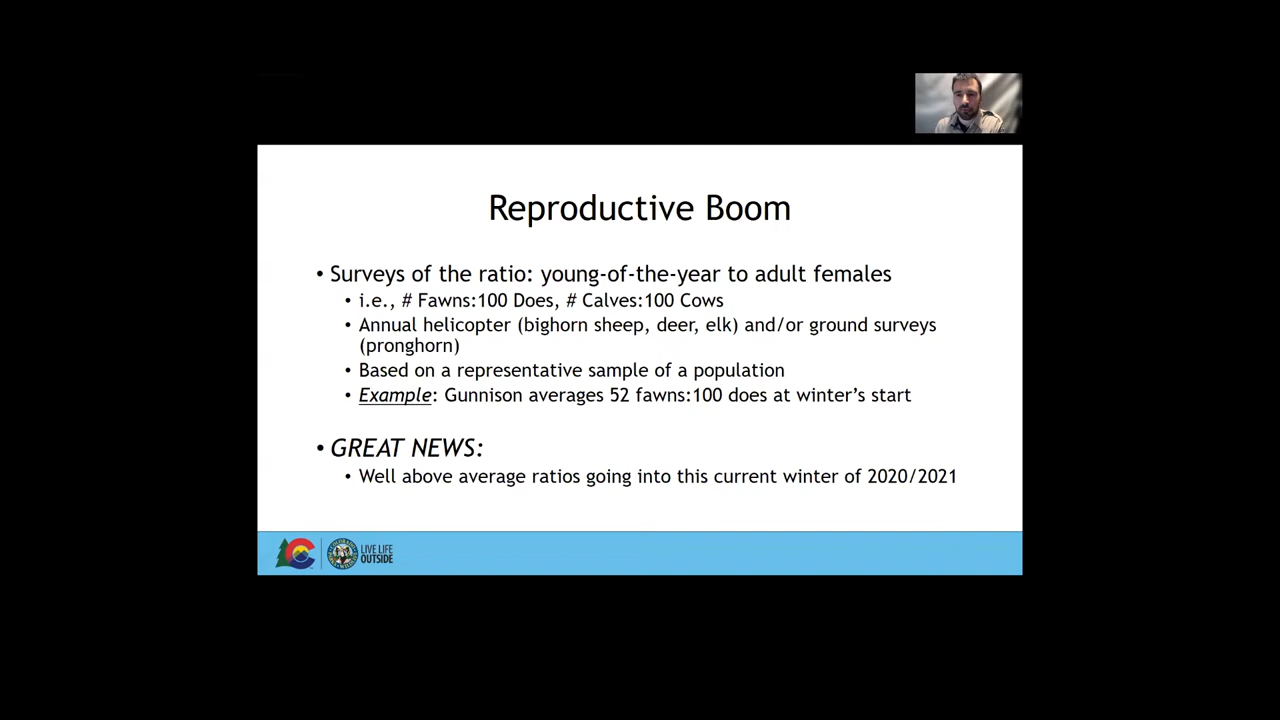 Reproductive Boom
• Surveys of the ratio: young-of-the-year to adult females
• i.e., # Fawns:100 Does, # Calves:100 Cows
• Annual helicopter (bighorn sheep, deer, elk) and/or ground surveys
(pronghorn)
• Based on a representative sample of a population
• Example: Gunnison averages 52 fawns:100 does at winter's start
• GREAT NEWS:
• Well above average ratios going into this current winter of 2020/2021
LIVE LIFE
OUTSIDE